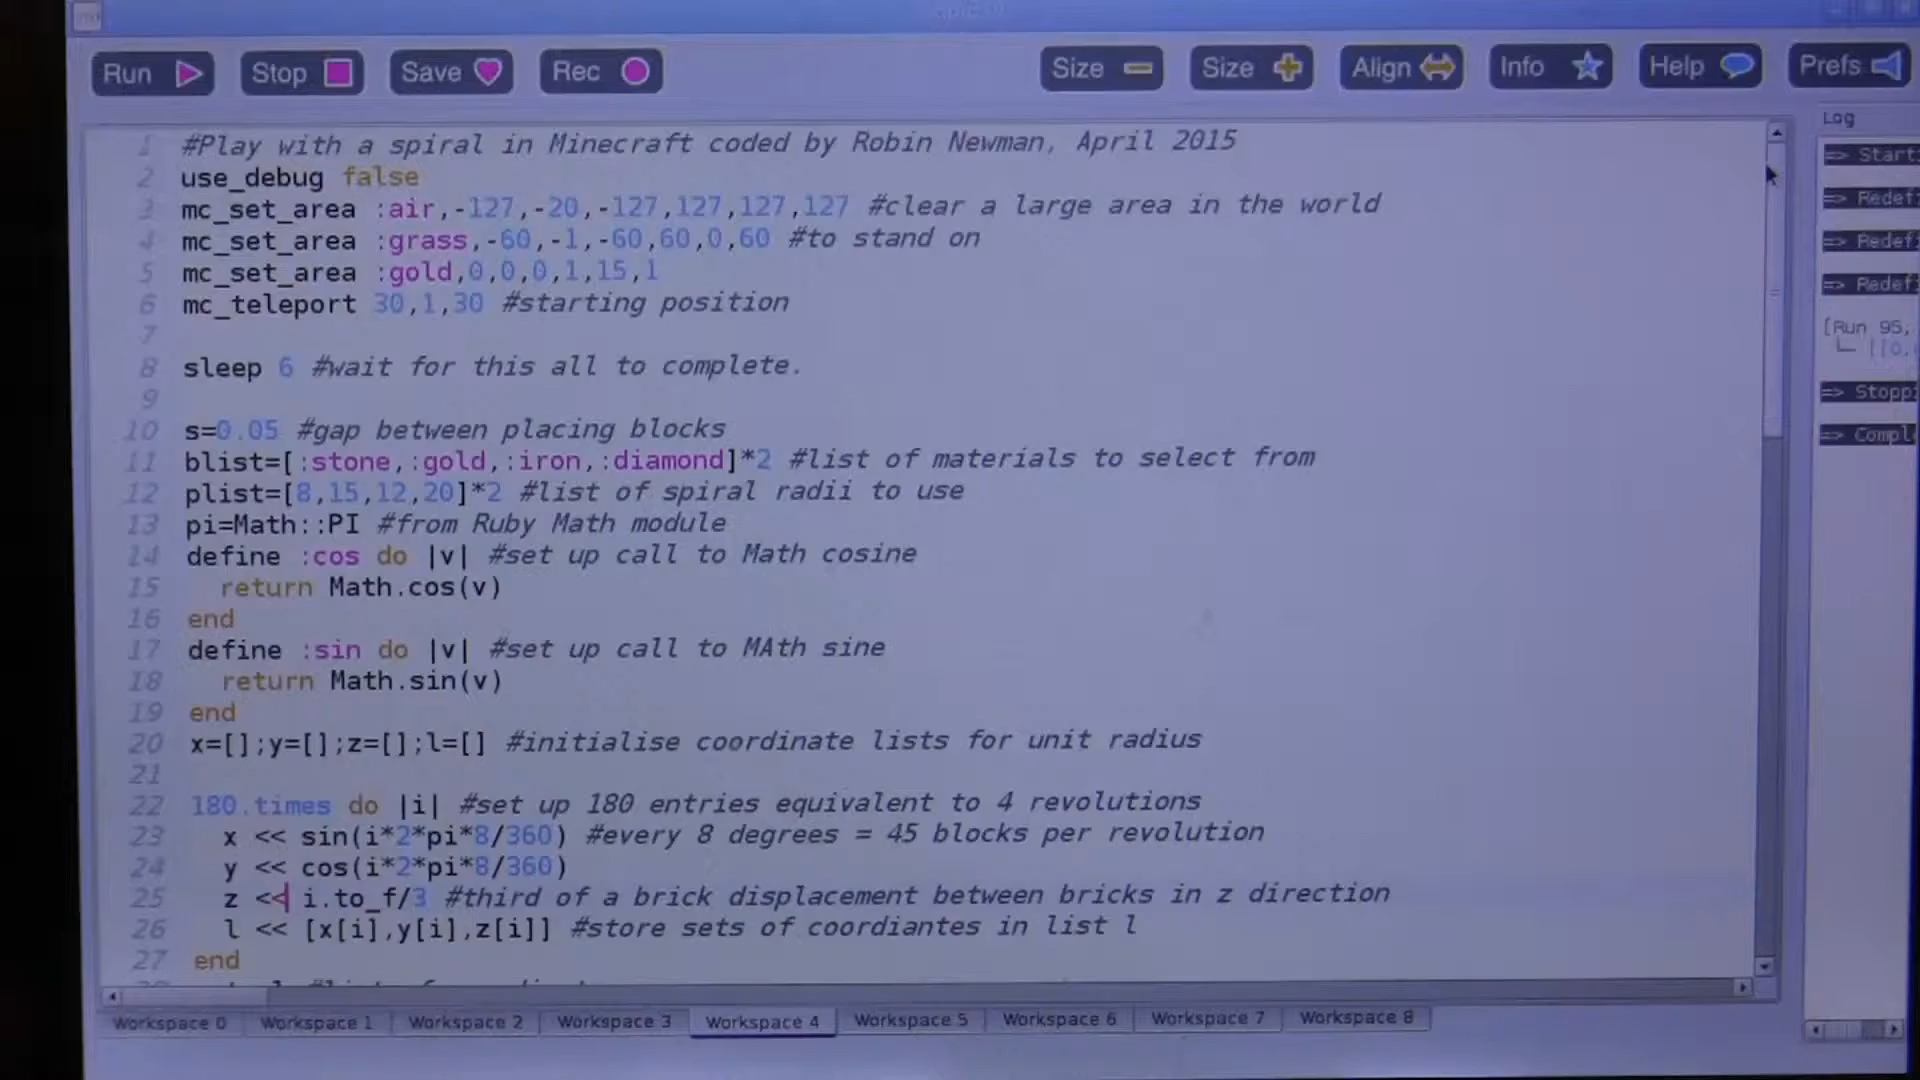 Run Stop Save Rec Size Size Align Info Help Prefs
Log
1 #Play with a spiral in Minecraft coded by Robin Newman, April 2015
2 use_debug false
3 mc_set_area :air,-127,-20,-127,127,127,127 #clear a large area in the world
4 mc_set_area :grass,-60,-1,-60,60,0,60 #to stand on
5 mc_set_area :gold,0,0,0,1,15,1
6 mc_teleport 30,1,30 #starting position
7
8 sleep 6 #wait for this all to complete.
9
10 s=0.05 #gap between placing blocks
11 blist=[:stone,:gold,:iron,:diamond]*2 #list of materials to select from
12 plist=[8,15,12,20]*2 #list of spiral radii to use
13 pi=Math::PI #from Ruby Math module
14 define :cos do |v| #set up call to Math cosine
15 return Math.cos(v)
16 end
17 define :sin do |v| #set up call to MAth sine
18 return Math.sin(v)
19 end
20 x=[];y=[];z=[];l=[] #initialise coordinate lists for unit radius
21
22 180.times do |i| #set up 180 entries equivalent to 4 revolutions
23 x << sin(i*2*pi*8/360) #every 8 degrees = 45 blocks per revolution
24 y << cos(i*2*pi*8/360)
25 z << i.to_f/3 #third of a brick displacement between bricks in z direction
26 l << [x[i],y[i],z[i]] #store sets of coordiantes in list l
27 end
=> Start
=> Redef
=> Redef
=> Redef
[Run 95,
=> Stopp
=> Compl
Workspace 0 Workspace 1 Workspace 2 Workspace 3 Workspace 4 Workspace 5 Workspace 6 Workspace 7 Workspace 8